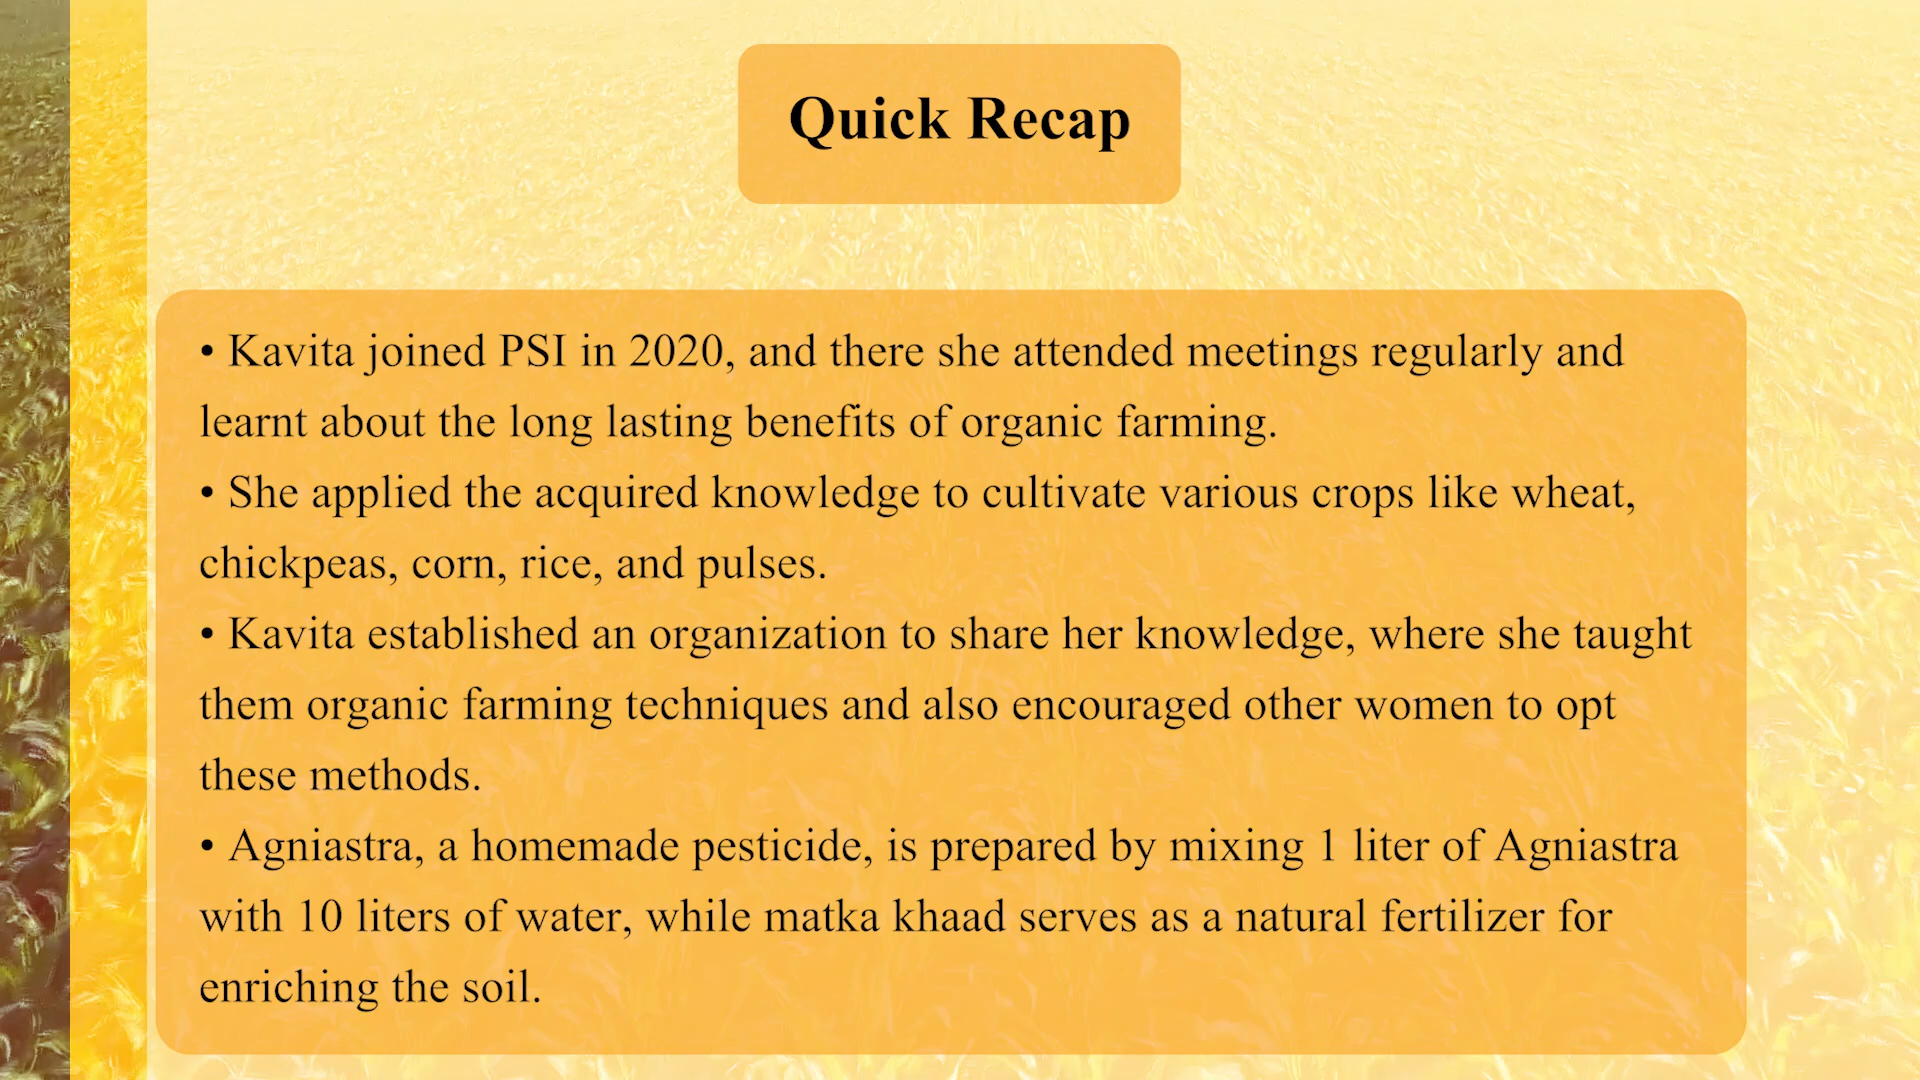 Quick Recap
• Kavita joined PSI in 2020, and there she attended meetings regularly and
learnt about the long lasting benefits of organic farming.
• She applied the acquired knowledge to cultivate various crops like wheat,
chickpeas, corn, rice, and pulses.
• Kavita established an organization to share her knowledge, where she taught
them organic farming techniques and also encouraged other women to opt
these methods.
• Agniastra, a homemade pesticide, is prepared by mixing 1 liter of Agniastra
with 10 liters of water, while matka khaad serves as a natural fertilizer for
enriching the soil.